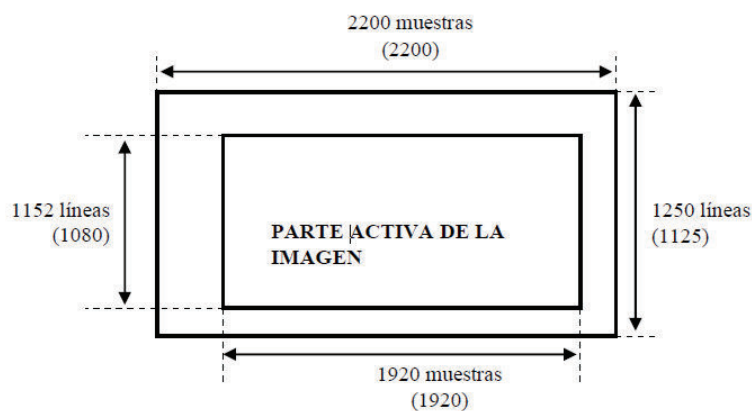 2200 muestras
(2200)
1152 líneas
(1080)
PARTE ACTIVA DE LA
IMAGEN
1250 líneas
(1125)
1920 muestras
(1920)